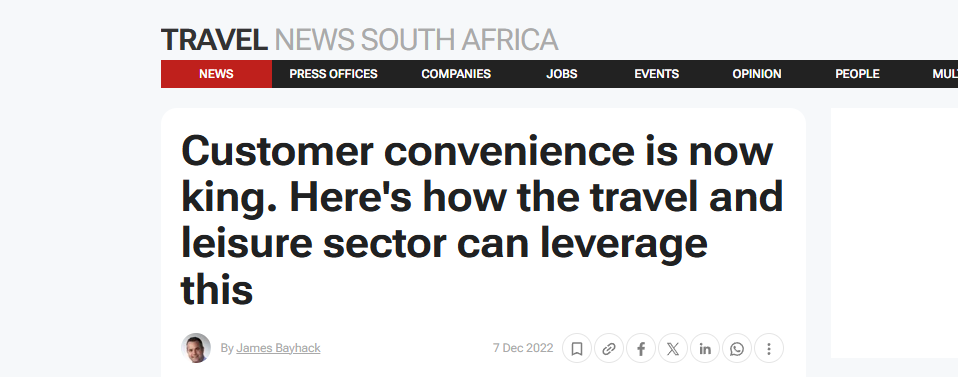 TRAVEL NEWS SOUTH AFRICA
NEWS PRESS OFFICES COMPANIES JOBS EVENTS OPINION PEOPLE
Customer convenience is now
king. Here's how the travel and
leisure sector can leverage
this
By James Bayhack 7 Dec 2022